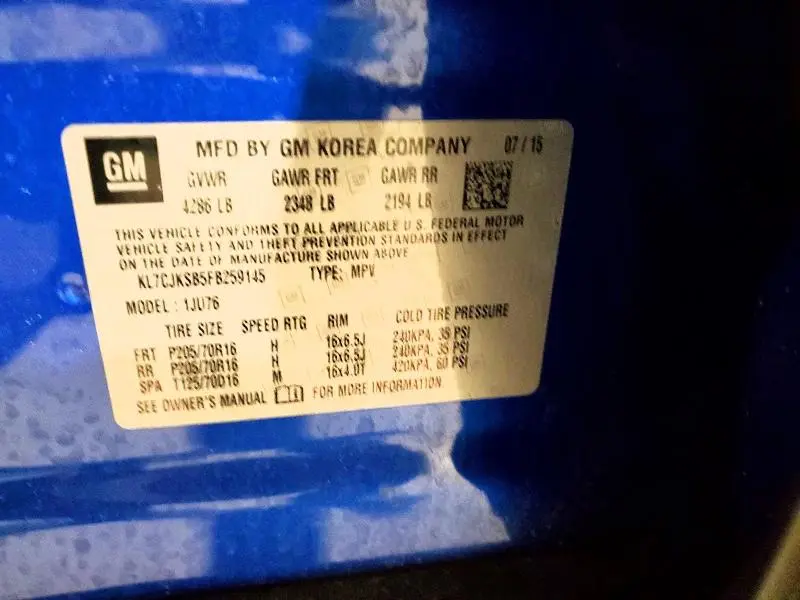 GM
MFD BY GM KOREA COMPANY 07/15
GVWR GAWR FRT GAWR RR
4286 LB 2348 LB 2194 LB
THIS VEHICLE CONFORMS TO ALL APPLICABLE U.S. FEDERAL MOTOR
VEHICLE SAFETY AND THEFT PREVENTION STANDARDS IN EFFECT
ON THE DATE OF MANUFACTURE SHOWN ABOVE
KL7CJKSB5FB259145 TYPE: MPV
MODEL : 1JU76
TIRE SIZE SPEED RTG RIM COLD TIRE PRESSURE
FRT P205/70R16 H 16x6.5J 240KPA, 35 PSI
RR P205/70R16 H 16x6.5J 240KPA, 35 PSI
SPA T125/70D16 M 16x4.0T 420KPA, 60 PSI
SEE OWNER'S MANUAL FOR MORE INFORMATION